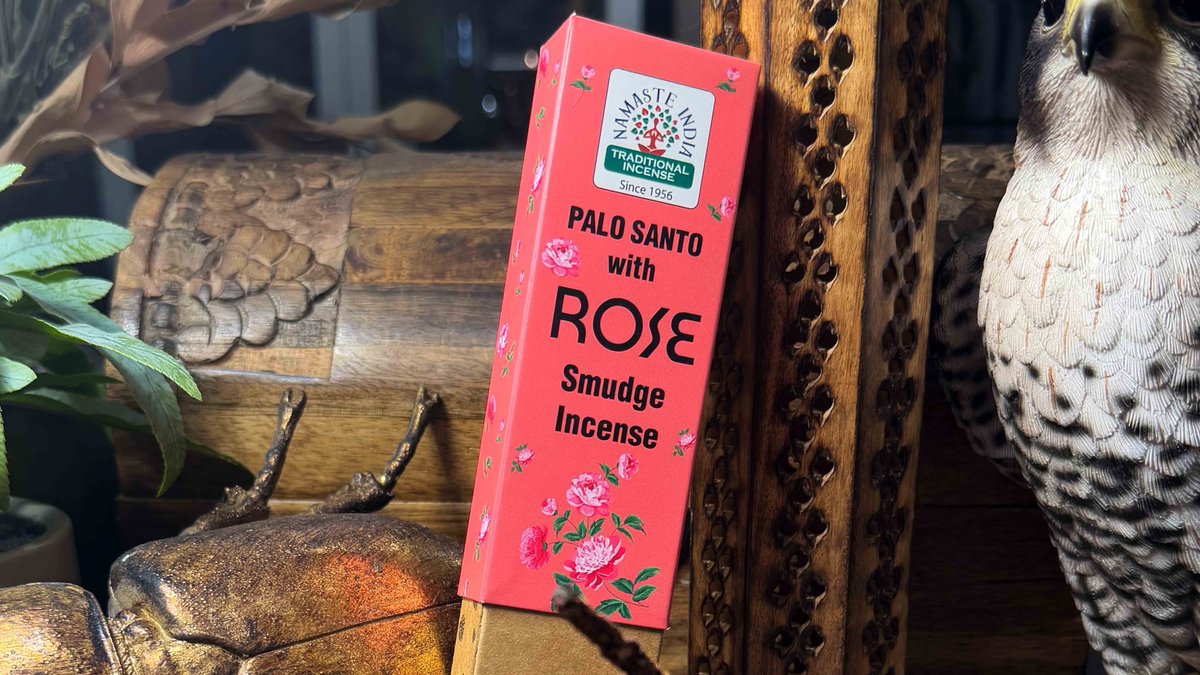 NAMASTE INDIA
TRADITIONAL
INCENSE
Since 1956
PALO SANTO
with
ROSE
Smudge
Incense